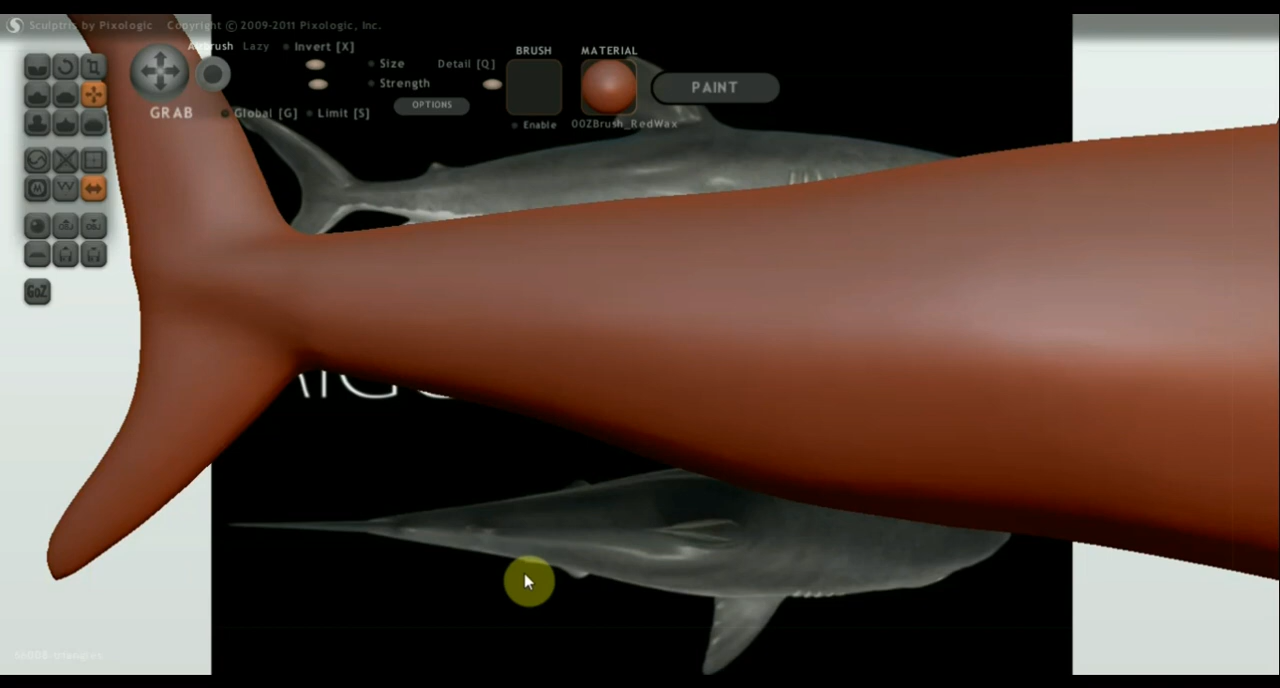 Sculptris by Pixologic Copyright © 2009-2011 Pixologic, Inc.
Airbrush Lazy Invert [X]
BRUSH MATERIAL
Size Detail [Q]
Strength
PAINT
OPTIONS
GRAB Global [G] Limit [S]
Enable 00ZBrush_RedWax
GoZ